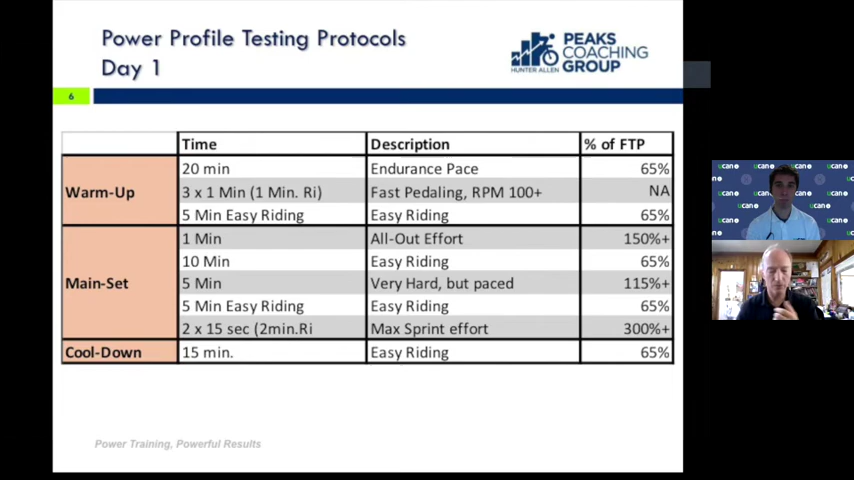 Power Profile Testing Protocols
Day 1
PEAKS
COACHING
GROUP
HUNTER ALLEN
6
Time Description % of FTP
Warm-Up
20 min Endurance Pace 65%
3 x 1 Min (1 Min. Ri) Fast Pedaling, RPM 100+ NA
5 Min Easy Riding Easy Riding 65%
Main-Set
1 Min All-Out Effort 150%+
10 Min Easy Riding 65%
5 Min Very Hard, but paced 115%+
5 Min Easy Riding Easy Riding 65%
2 x 15 sec (2min.Ri Max Sprint effort 300%+
Cool-Down 15 min. Easy Riding 65%
Power Training, Powerful Results
ucan
ucan
ucan
ucan